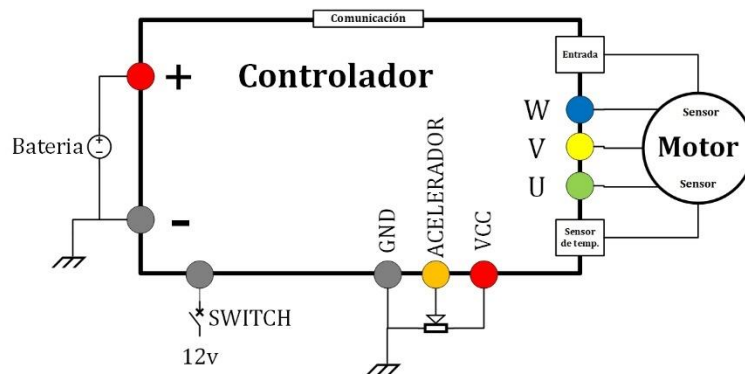 Comunicación
Entrada
+
Controlador
W
Sensor
Bateria
V
Motor
U
Sensor
-
GND
ACELERADOR
VCC
Sensor
de temp.
SWITCH
12v